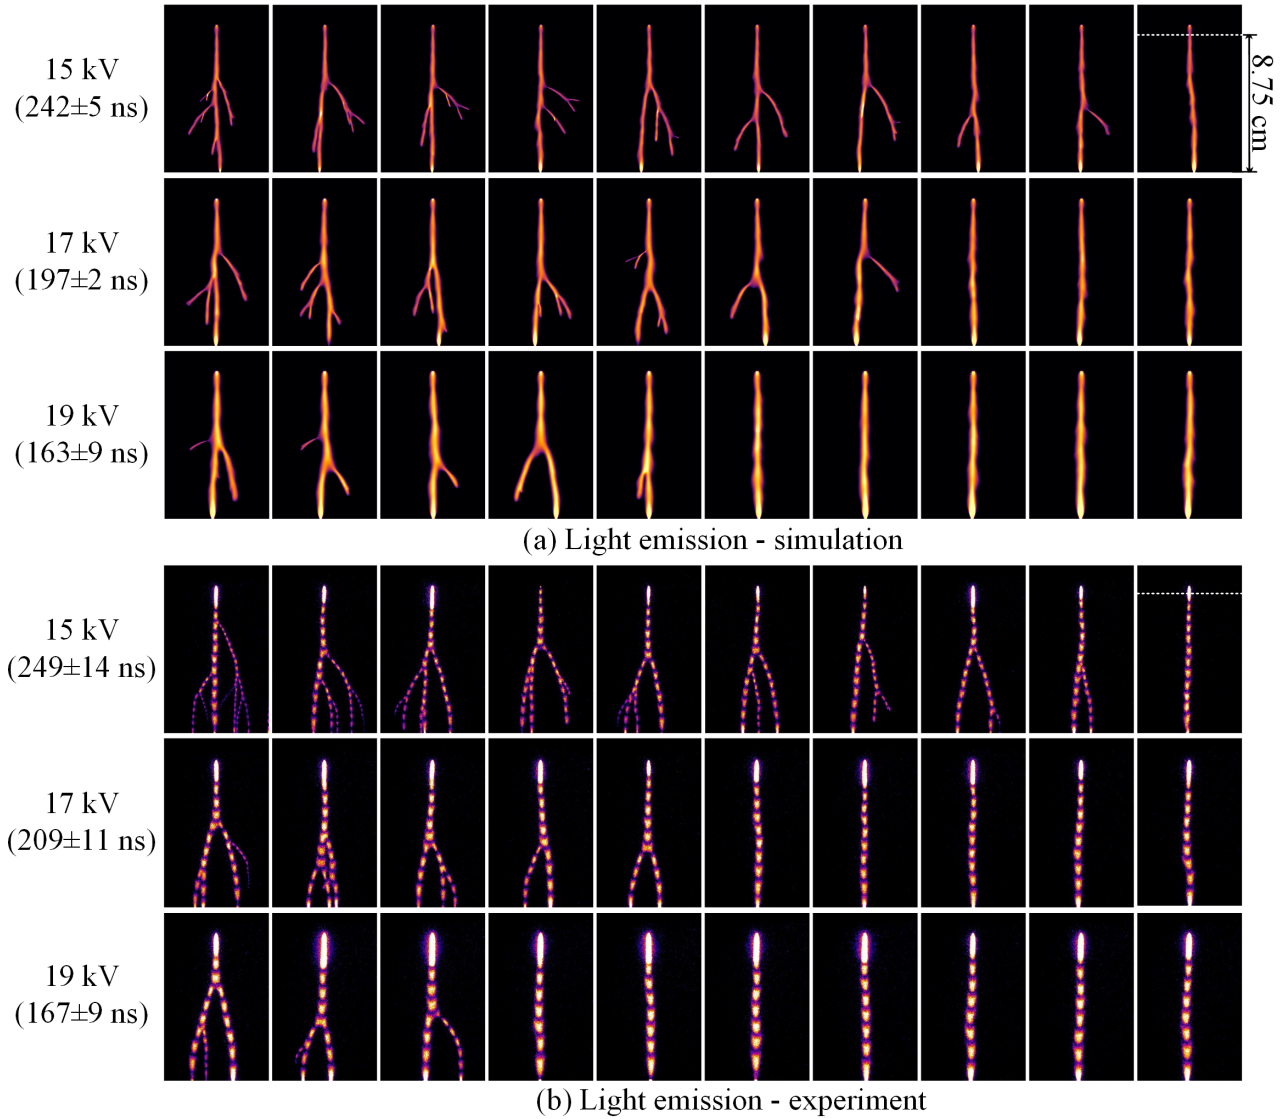 15 kV
(242±5 ns)
8.75 cm
17 kV
(197±2 ns)
19 kV
(163±9 ns)
(a) Light emission - simulation
15 kV
(249±14 ns)
17 kV
(209±11 ns)
19 kV
(167±9 ns)
(b) Light emission - experiment